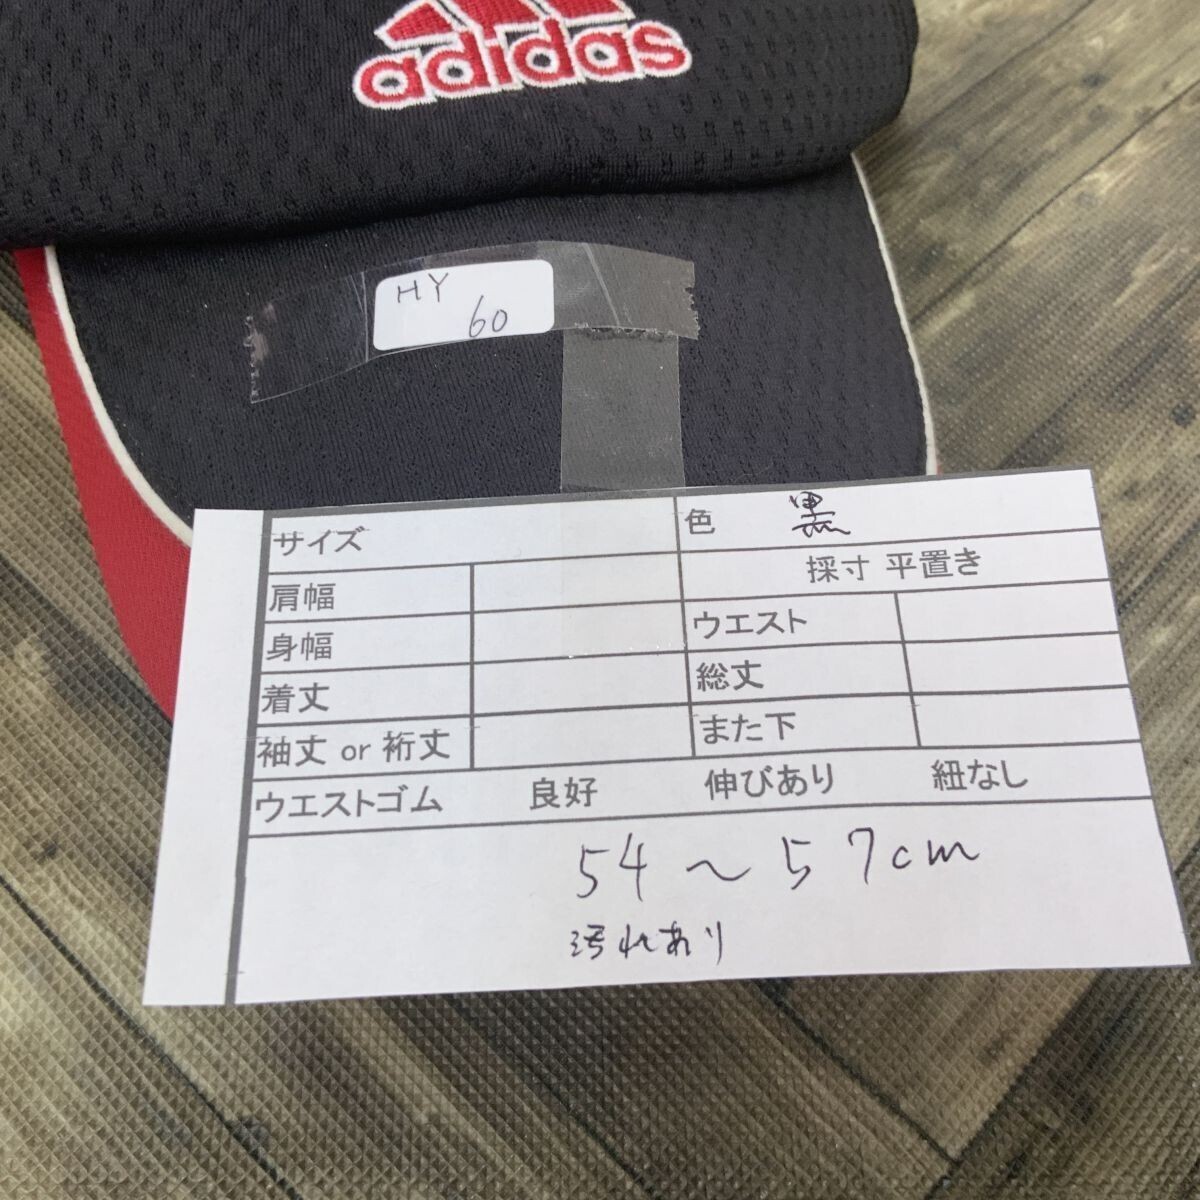 adidas
HY
60
サイズ 色 黒
肩幅 採寸 平置き
身幅 ウエスト
着丈 総丈
袖丈 or 裄丈 また下
ウエストゴム 良好 伸びあり 紐なし
54～57cm
汚れあり